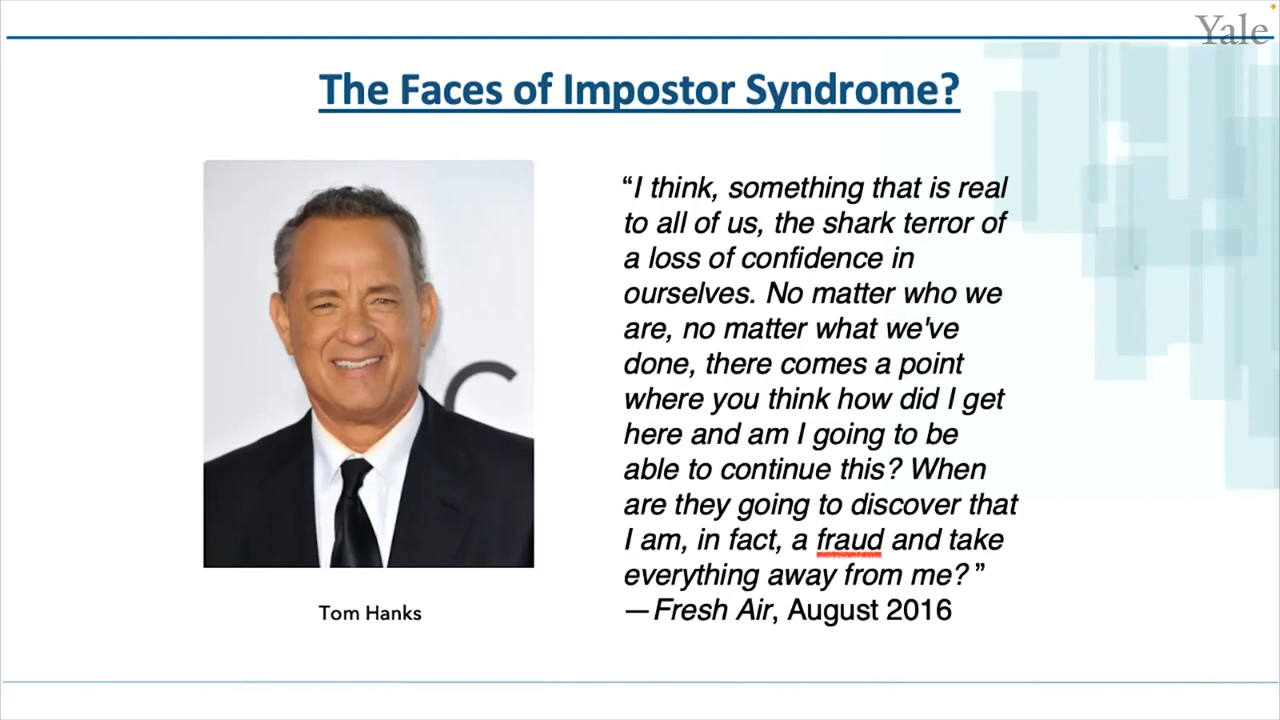 Yale
The Faces of Impostor Syndrome?
“I think, something that is real
to all of us, the shark terror of
a loss of confidence in
ourselves. No matter who we
are, no matter what we've
done, there comes a point
where you think how did I get
here and am I going to be
able to continue this? When
are they going to discover that
I am, in fact, a fraud and take
everything away from me? ”
—Fresh Air, August 2016
C
Tom Hanks